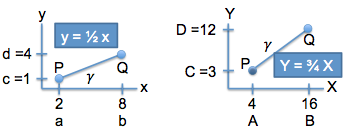 y
d =4
y = ½ x
P
Q
γ
c =1
x
2
8
a
b
Y
D =12
Q
γ
P
C =3
Y = ¾ X
X
4
16
A
B